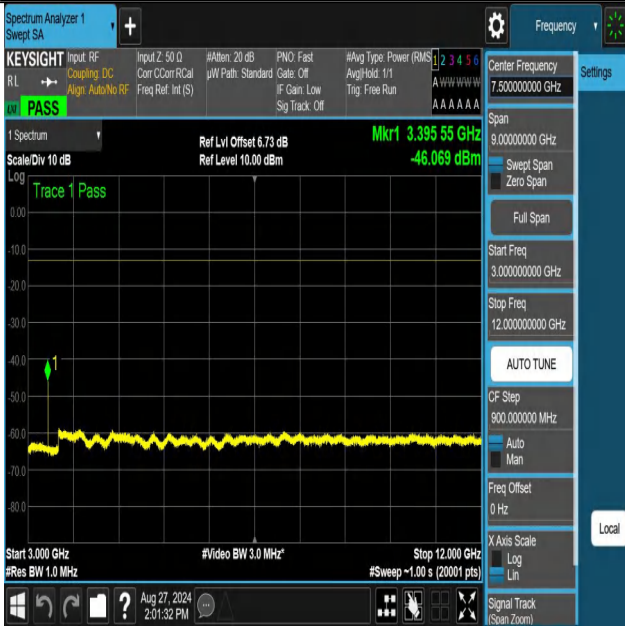 Spectrum Analyzer 1
Swept SA
+
Frequency
KEYSIGHT
RL
PASS
Input: RF
Coupling: DC
Align: Auto/No RF
Input Z: 50 Ω
Corr CCorr RCal
Freq Ref: Int (S)
#Atten: 20 dB
µW Path: Standard
PNO: Fast
Gate: Off
IF Gain: Low
Sig Track: Off
#Avg Type: Power (RMS
Avg|Hold: 1/1
Trig: Free Run
1 2 3 4 5 6
A W W W W W
A A A A A A
1 Spectrum
Scale/Div 10 dB
Ref Lvl Offset 6.73 dB
Ref Level 10.00 dBm
Mkr1 3.395 55 GHz
-46.069 dBm
Log
Trace 1 Pass
0.00
-10.0
-20.0
-30.0
-40.0
-50.0
-60.0
-70.0
-80.0
1
Start 3.000 GHz
#Res BW 1.0 MHz
#Video BW 3.0 MHz*
Stop 12.000 GHz
#Sweep ~1.00 s (20001 pts)
Center Frequency
7.500000000 GHz
Span
9.00000000 GHz
Swept Span
Zero Span
Full Span
Start Freq
3.000000000 GHz
Stop Freq
12.000000000 GHz
AUTO TUNE
CF Step
900.000000 MHz
Auto
Man
Freq Offset
0 Hz
X Axis Scale
Log
Lin
Signal Track
(Span Zoom)
Settings
Local
?
Aug 27, 2024
2:01:32 PM